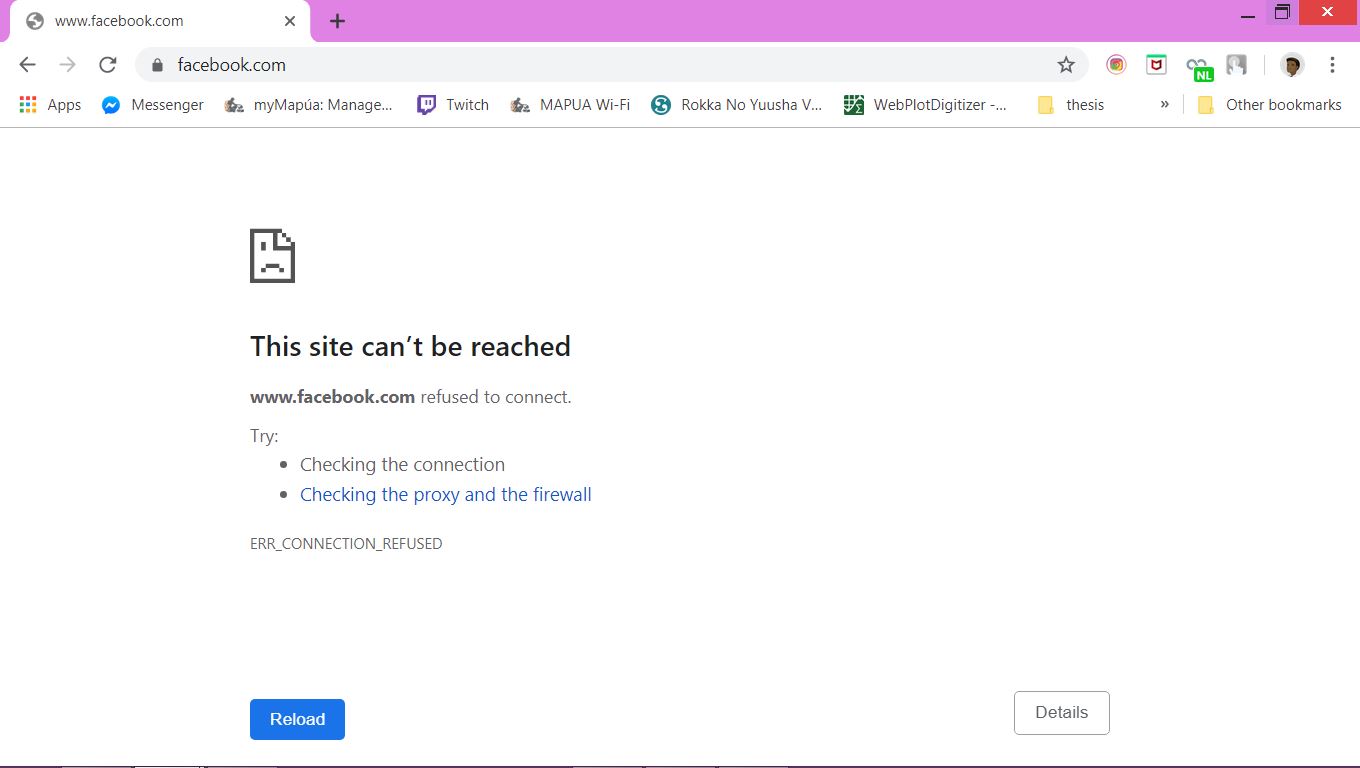 www.facebook.com
facebook.com
NL
Apps Messenger myMapúa: Manage... Twitch MAPUA Wi-Fi Rokka No Yuusha V... WebPlotDigitizer -... thesis » Other bookmarks
This site can’t be reached
www.facebook.com refused to connect.
Try:
• Checking the connection
• Checking the proxy and the firewall
ERR_CONNECTION_REFUSED
Reload Details